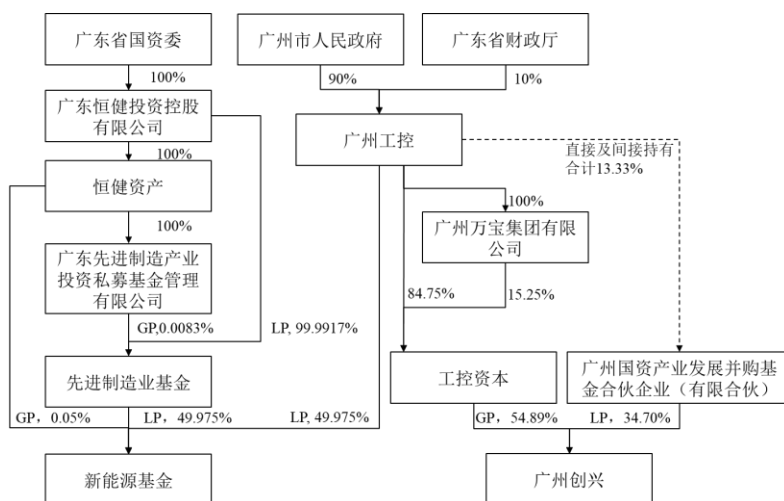 广东省国资委
广州市人民政府
广东省财政厅
100%
90%
10%
广东恒健投资控股
有限公司
广州工控
直接及间接持有
合计13.33%
100%
恒健资产
100%
广州万宝集团有限
公司
100%
广东先进制造产业
投资私募基金管理
有限公司
84.75%
15.25%
GP,0.0083%
LP, 99.9917%
先进制造业基金
工控资本
广州国资产业发展并购基
金合伙企业（有限合伙）
GP，0.05%
LP，49.975%
LP, 49.975%
GP，54.89%
LP，34.70%
新能源基金
广州创兴